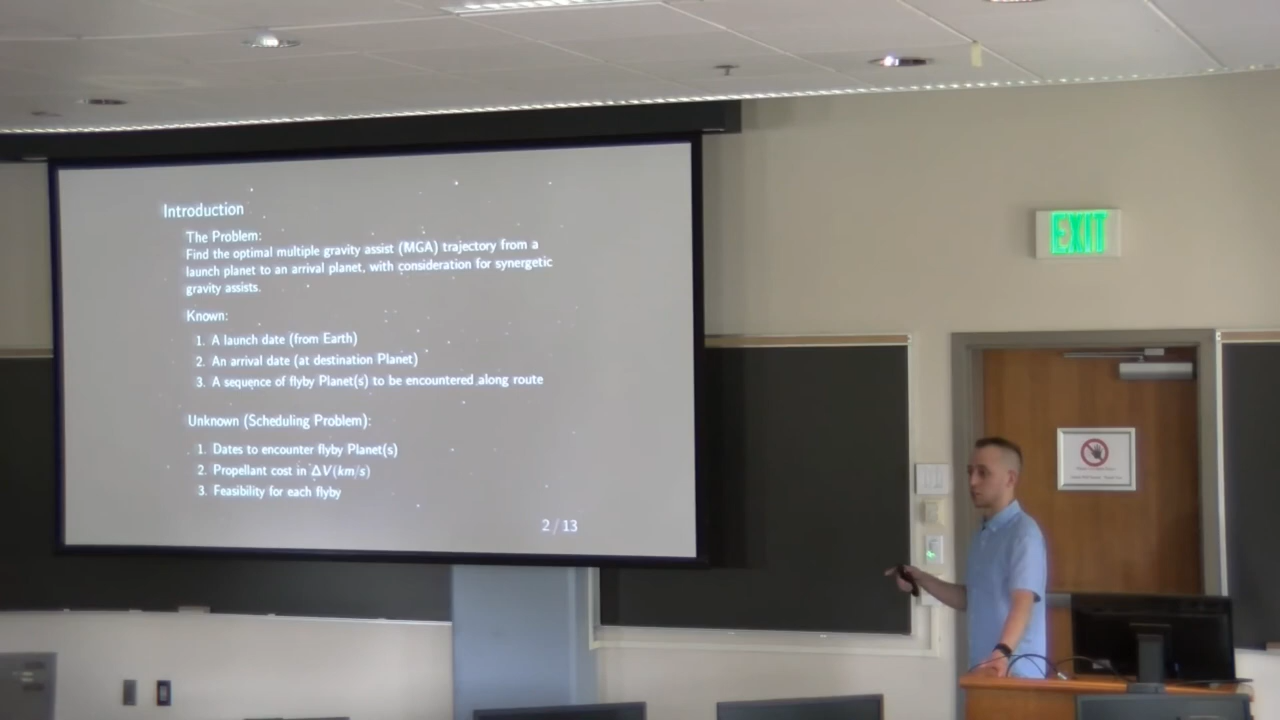 Introduction
The Problem:
Find the optimal multiple gravity assist (MGA) trajectory from a
launch planet to an arrival planet, with consideration for synergetic
gravity assists.
Known:
1. A launch date (from Earth)
2. An arrival date (at destination Planet)
3. A sequence of flyby Planet(s) to be encountered along route
Unknown (Scheduling Problem):
1. Dates to encounter flyby Planet(s)
2. Propellant cost in ΔV(km/s)
3. Feasibility for each flyby
2 / 13
EXIT